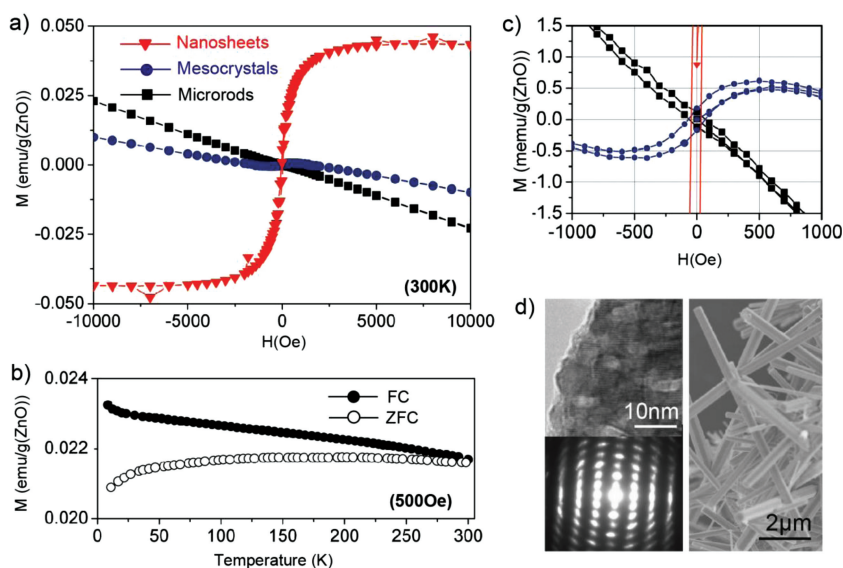 a)
0.050
0.025
0.000
-0.025
-0.050
M (emu/g(ZnO))
Nanosheets
Mesocrystals
Microrods
(300K)
-10000 -5000 0 5000 10000
H(Oe)
b)
0.024
0.022
0.020
M (emu/g(ZnO))
FC
ZFC
(500Oe)
0 50 100 150 200 250 300
Temperature (K)
c)
1.5
1.0
0.5
0.0
-0.5
-1.0
-1.5
M (memu/g(ZnO))
-1000 -500 0 500 1000
H(Oe)
d)
10nm
2μm